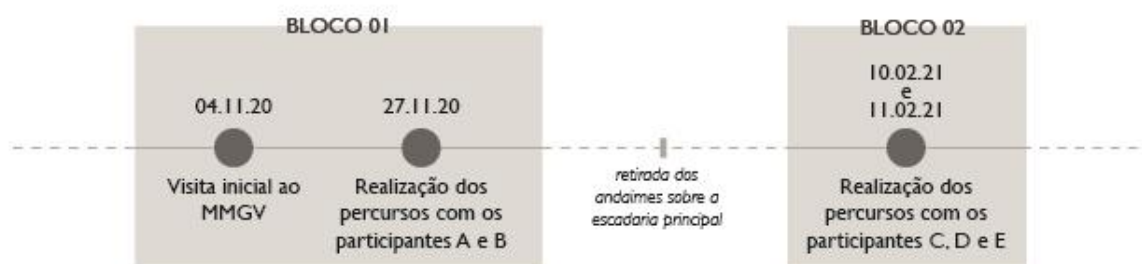 BLOCO 01
04.11.20
Visita inicial ao
MMGV
27.11.20
Realização dos
percursos com os
participantes A e B
retirada dos
andaimes sobre a
escadaria principal
BLOCO 02
10.02.21
e
11.02.21
Realização dos
percursos com os
participantes C, D e E